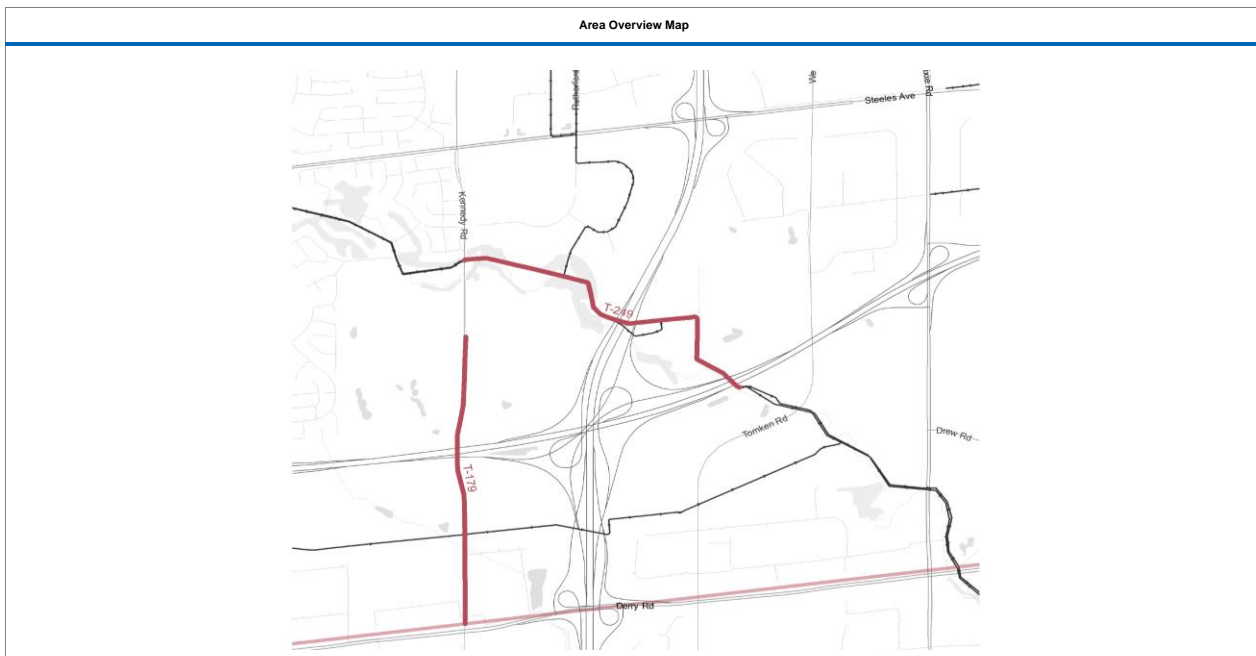 Area Overview Map
Steeles Ave
Kennedy Rd
T-249
Tomken Rd
Drew Rd
T-179
Derry Rd